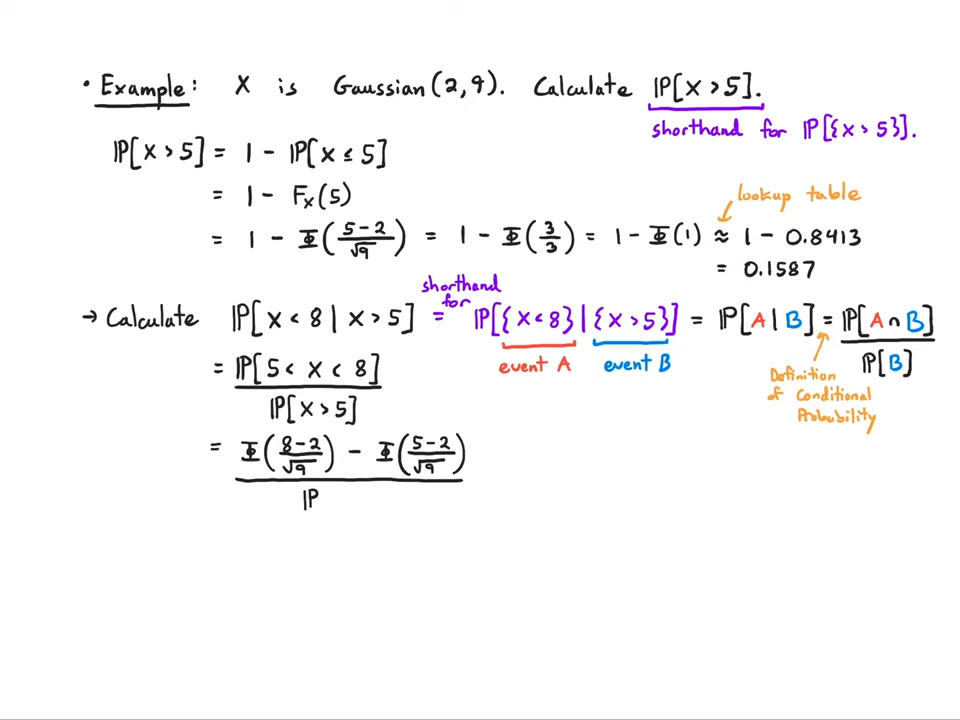 • Example: X is Gaussian(2,9). Calculate ℙ[X > 5].
shorthand for ℙ[{X > 5}].
ℙ[X > 5] = 1 - ℙ[X ≤ 5]
= 1 - F_X(5)
lookup table
= 1 - Φ((5-2)/√9) = 1 - Φ(3/3) = 1 - Φ(1) ≈ 1 - 0.8413
= 0.1587
→ Calculate ℙ[X < 8 | X > 5] = ℙ[{X < 8} | {X > 5}] = ℙ[A | B] = ℙ[A ∩ B] / ℙ[B]
shorthand for
event A event B
Definition
of Conditional
Probability
= ℙ[5 < X < 8] / ℙ[X > 5]
= Φ((8-2)/√9) - Φ((5-2)/√9)
ℙ